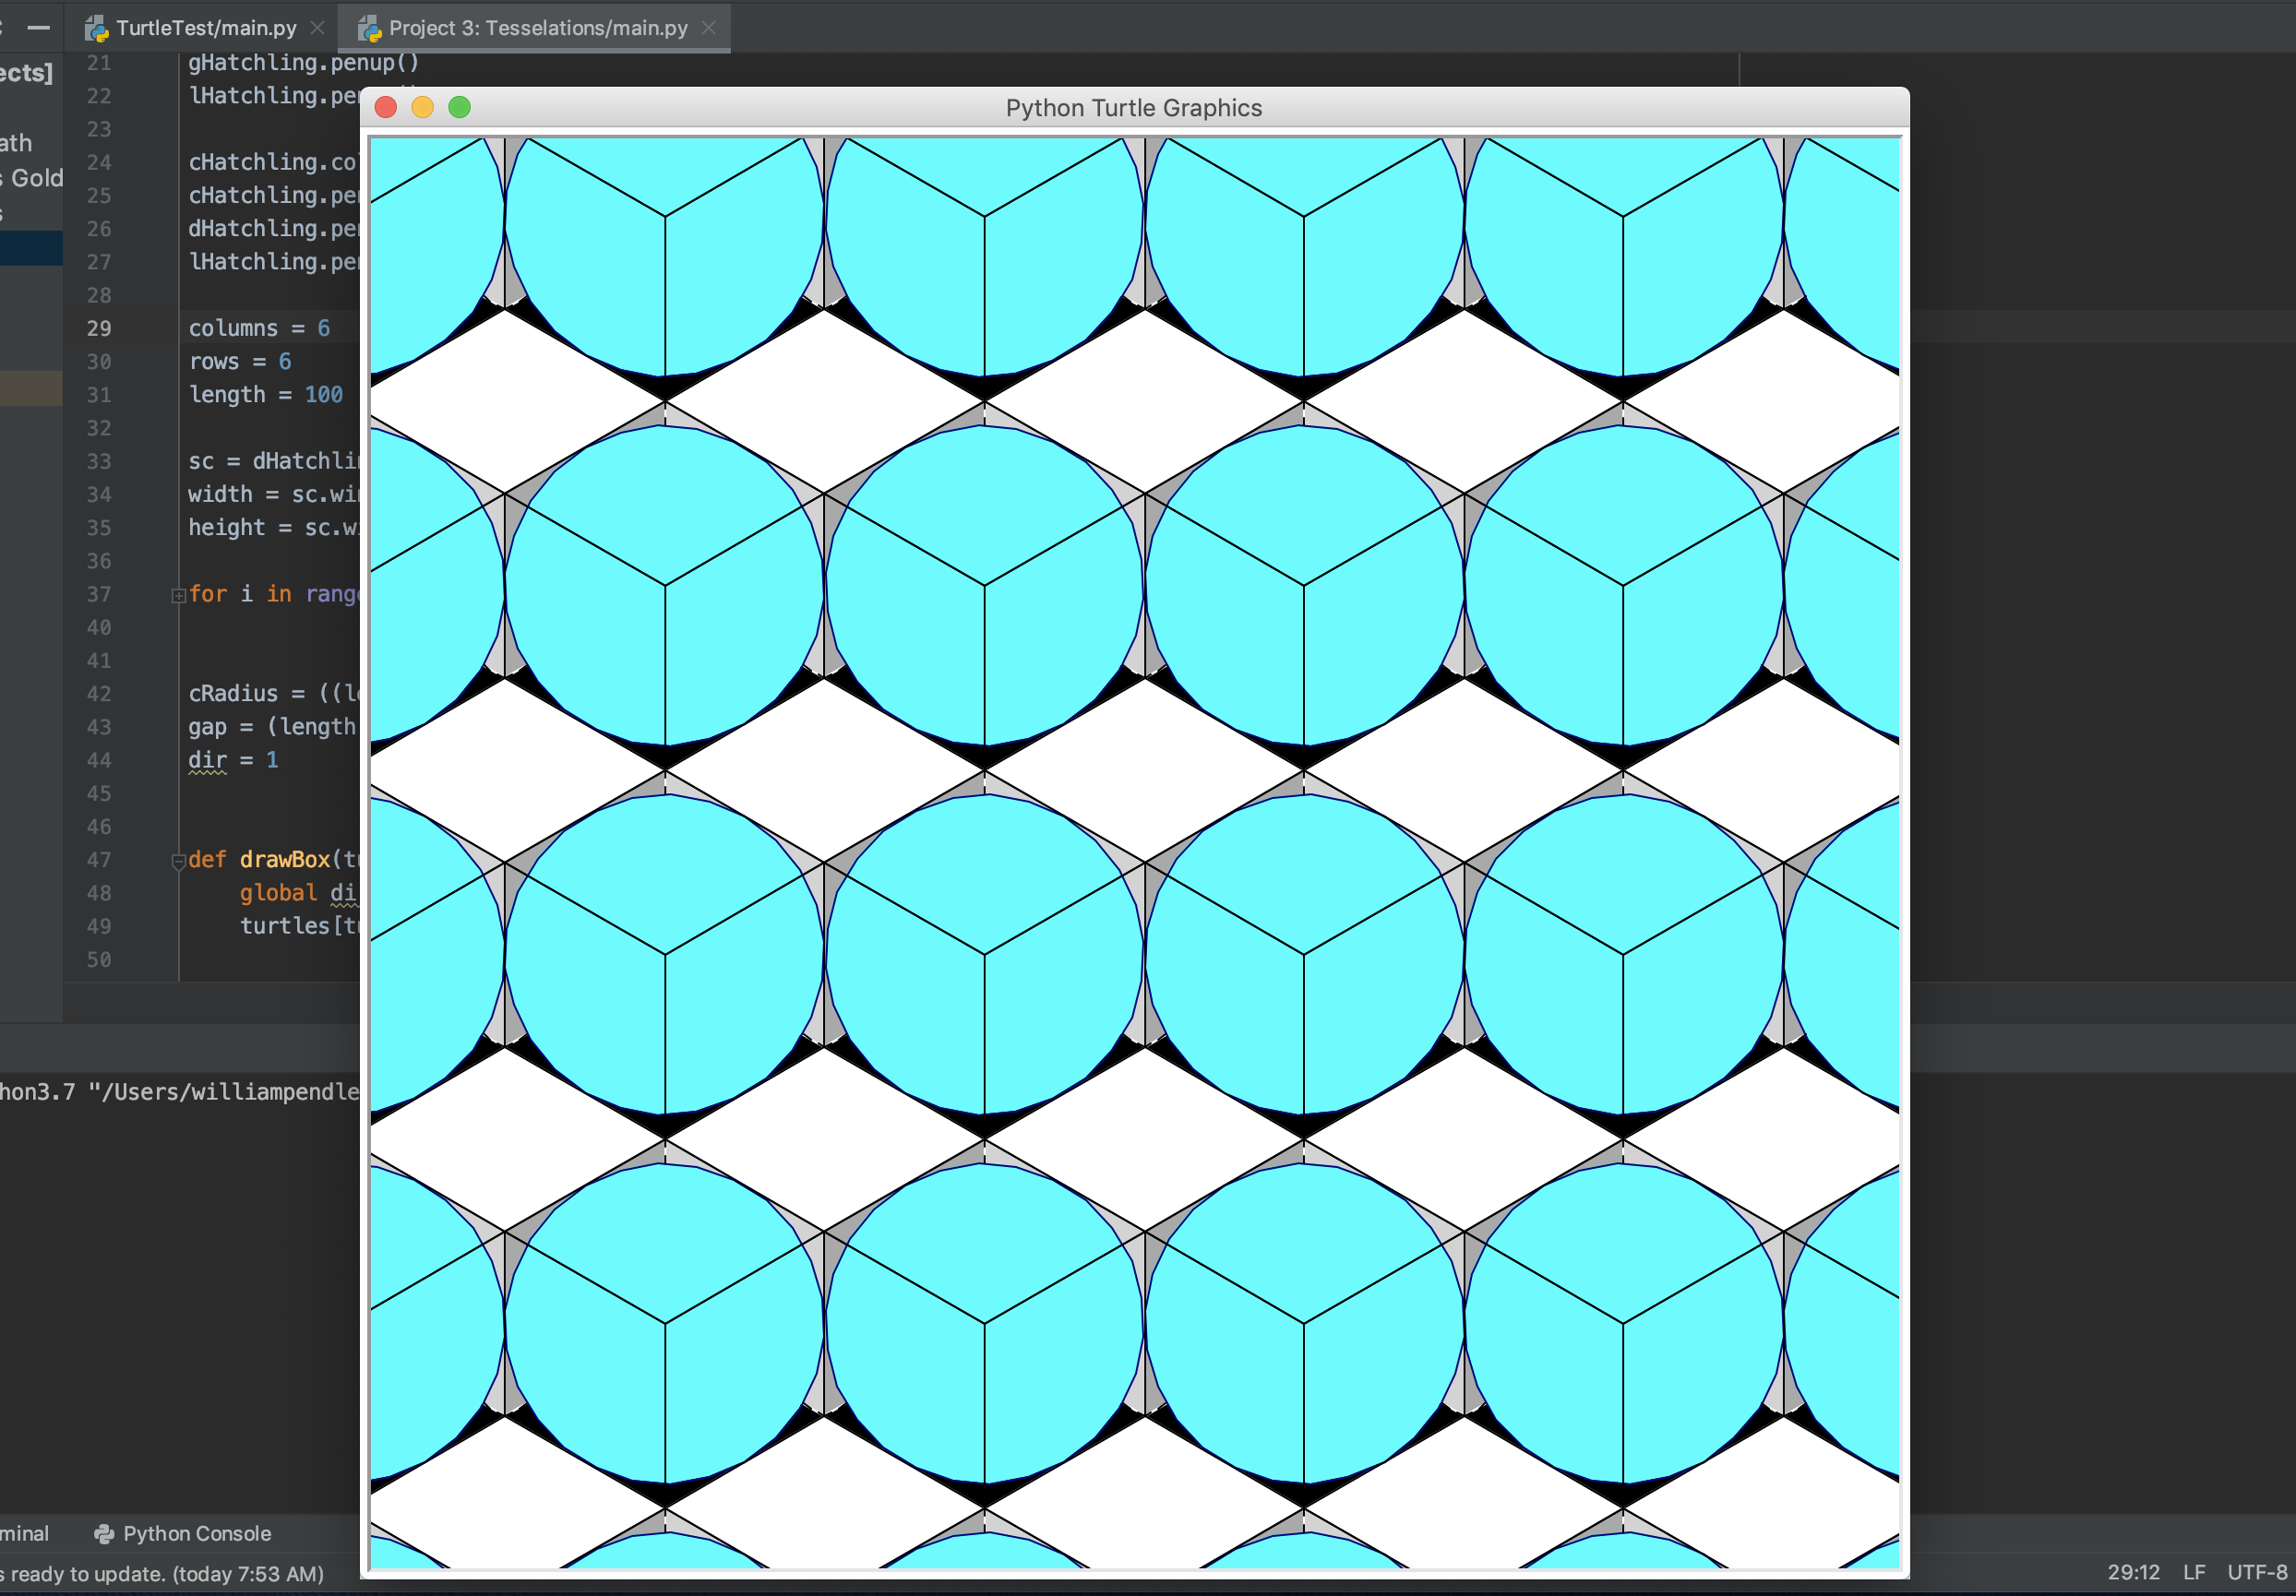 TurtleTest/main.py
Project 3: Tesselations/main.py
ects]
ath
s Gold
s
21 gHatchling.penup()
22 lHatchling.pe
23
24 cHatchling.co
25 cHatchling.pe
26 dHatchling.pe
27 lHatchling.pe
28
29 columns = 6
30 rows = 6
31 length = 100
32
33 sc = dHatchli
34 width = sc.wi
35 height = sc.w
36
37 for i in range
40
41
42 cRadius = ((l
43 gap = (length
44 dir = 1
45
46
47 def drawBox(t
48 global di
49 turtles[t
50
Python Turtle Graphics
hon3.7 "/Users/williampendle
minal
Python Console
s ready to update. (today 7:53 AM)
29:12 LF UTF-8